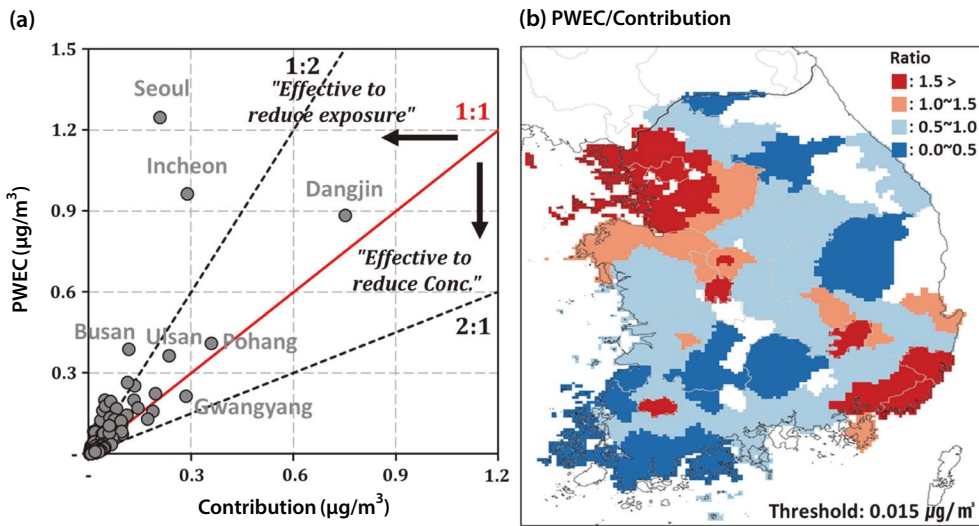 (a)
PWEC (µg/m³)
1.5
1.2
0.9
0.6
0.3
-
0.3
0.6
0.9
1.2
Contribution (µg/m³)
Seoul
Incheon
Dangjin
Busan
Ulsan
Pohang
Gwangyang
1:2
"Effective to
reduce exposure"
1:1
"Effective to
reduce Conc."
2:1
(b) PWEC/Contribution
Ratio
: 1.5 >
: 1.0~1.5
: 0.5~1.0
: 0.0~0.5
Threshold: 0.015 µg/㎥